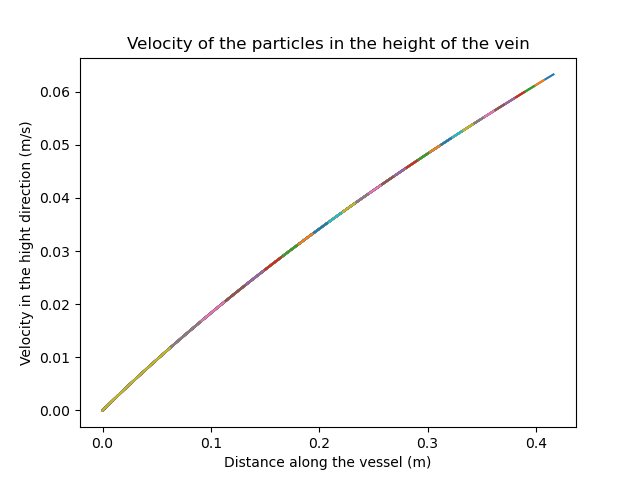 Velocity of the particles in the height of the vein
Velocity in the hight direction (m/s)
0.06
0.05
0.04
0.03
0.02
0.01
0.00
0.0 0.1 0.2 0.3 0.4
Distance along the vessel (m)